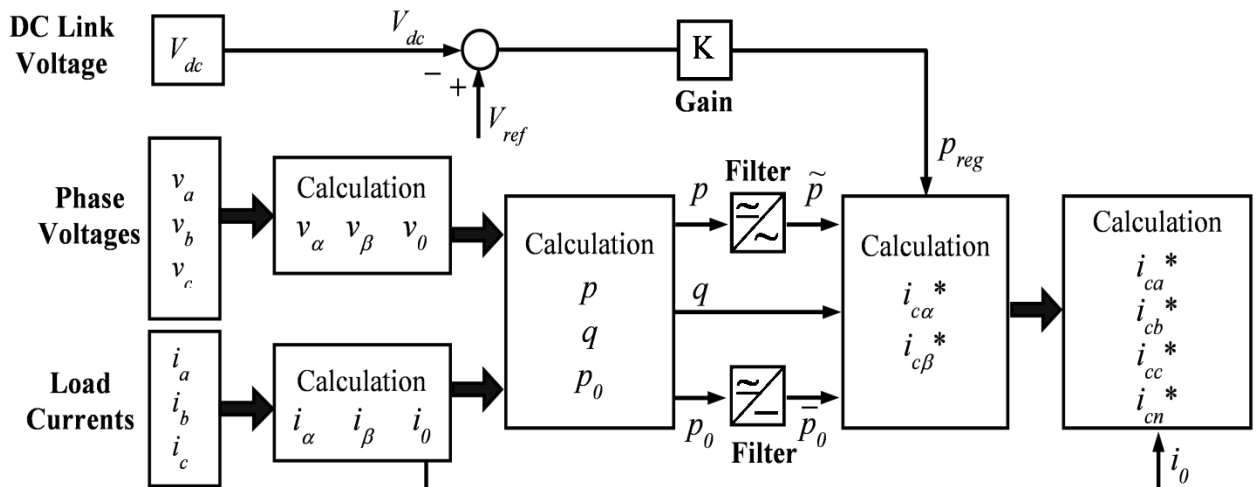 DC Link
Voltage
V_dc
V_dc
−
+
V_ref
K
Gain
p_reg
Phase
Voltages
v_a
v_b
v_c
Calculation
v_α v_β v_0
Load
Currents
i_a
i_b
i_c
Calculation
i_α i_β i_0
Calculation
p
q
p_0
p
Filter
p̃
q
p_0
Filter
p̄_0
Calculation
i_cα*
i_cβ*
Calculation
i_ca*
i_cb*
i_cc*
i_cn*
i_0